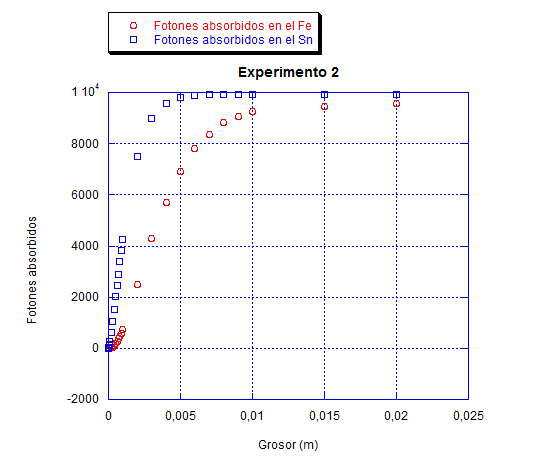 Fotones absorbidos en el Fe
Fotones absorbidos en el Sn
Experimento 2
1 10⁴
8000
6000
4000
2000
0
-2000
Fotones absorbidos
0 0,005 0,01 0,015 0,02 0,025
Grosor (m)